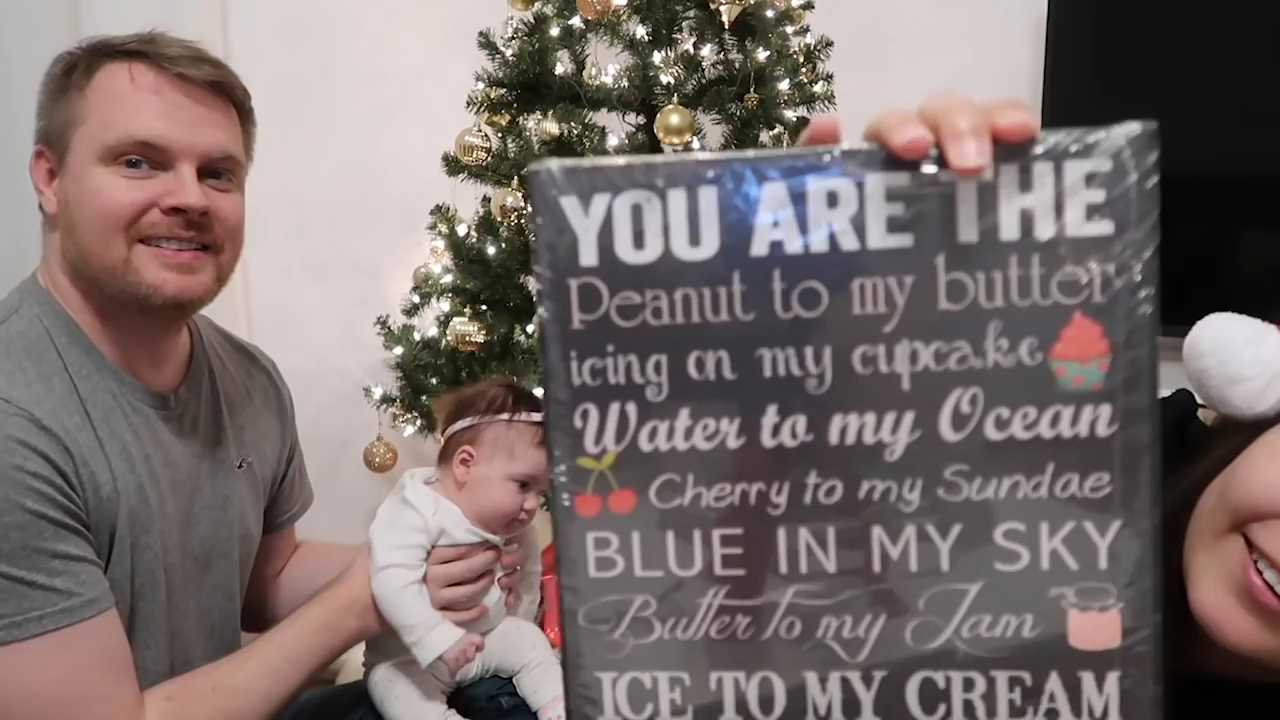 YOU ARE THE
Peanut to my butter
icing on my cupcake
Water to my Ocean
Cherry to my Sundae
BLUE IN MY SKY
Butter to my Jam
ICE TO MY CREAM